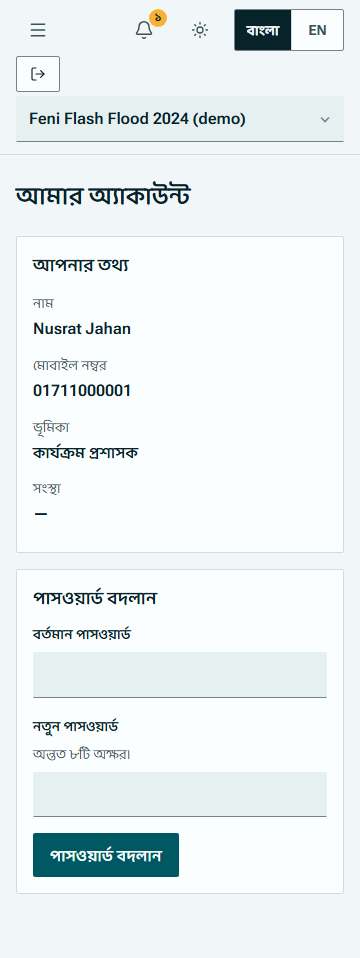 ১
বাংলা EN
Feni Flash Flood 2024 (demo)
আমার অ্যাকাউন্ট
আপনার তথ্য
নাম
Nusrat Jahan
মোবাইল নম্বর
01711000001
ভূমিকা
কার্যক্রম প্রশাসক
সংস্থা
—
পাসওয়ার্ড বদলান
বর্তমান পাসওয়ার্ড
নতুন পাসওয়ার্ড
অন্তত ৮টি অক্ষর।
পাসওয়ার্ড বদলান